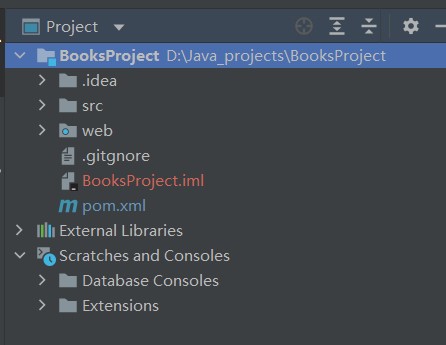 Project
BooksProject D:\Java_projects\BooksProject
.idea
src
web
.gitgnore
BooksProject.iml
pom.xml
External Libraries
Scratches and Consoles
Database Consoles
Extensions